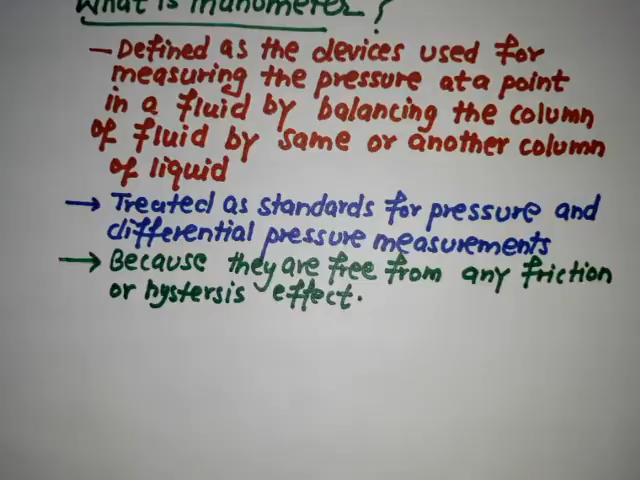 What is manometer?
— Defined as the devices used for
measuring the pressure at a point
in a fluid by balancing the column
of fluid by same or another column
of liquid
→ Treated as standards for pressure and
differential pressure measurements
→ Because they are free from any friction
or hystersis effect.